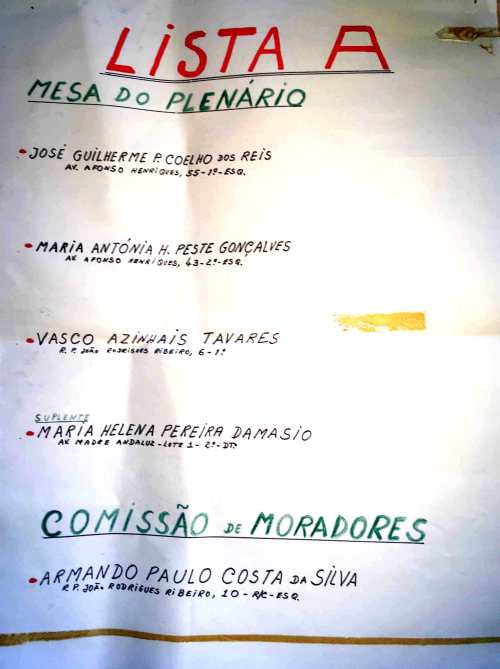 LISTA A
MESA DO PLENÁRIO
JOSÉ GUILHERME P. COELHO DOS REIS
AV. AFONSO HENRIQUES, 55-1º-ESQ.
MARIA ANTÓNIA H. PESTE GONÇALVES
AV. AFONSO HENRIQUES, 43-2º-ESQ.
VASCO AZINHAIS TAVARES
R. P. JOÃO RODRIGUES RIBEIRO, 6-1º
SUPLENTE
MARIA HELENA PEREIRA DAMASIO
AV. MADRE ANDALUZ-LOTE 1-2º-DTº.
COMISSÃO DE MORADORES
ARMANDO PAULO COSTA DA SILVA
R. P. JOÃO RODRIGUES RIBEIRO, 10-R/C-ESQ.